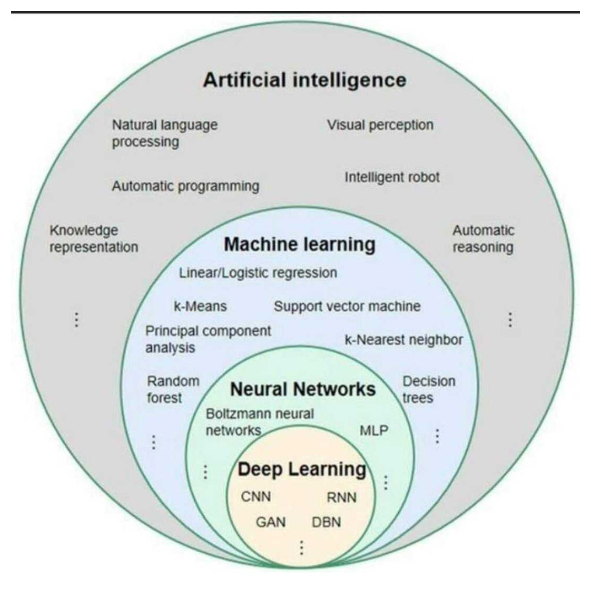 Artificial intelligence
Natural language
processing
Visual perception
Automatic programming
Intelligent robot
Knowledge
representation
Automatic
reasoning
Machine learning
Linear/Logistic regression
k-Means
Support vector machine
Principal component
analysis
k-Nearest neighbor
Random
forest
Decision
trees
Neural Networks
Boltzmann neural
networks
MLP
Deep Learning
CNN
RNN
GAN
DBN